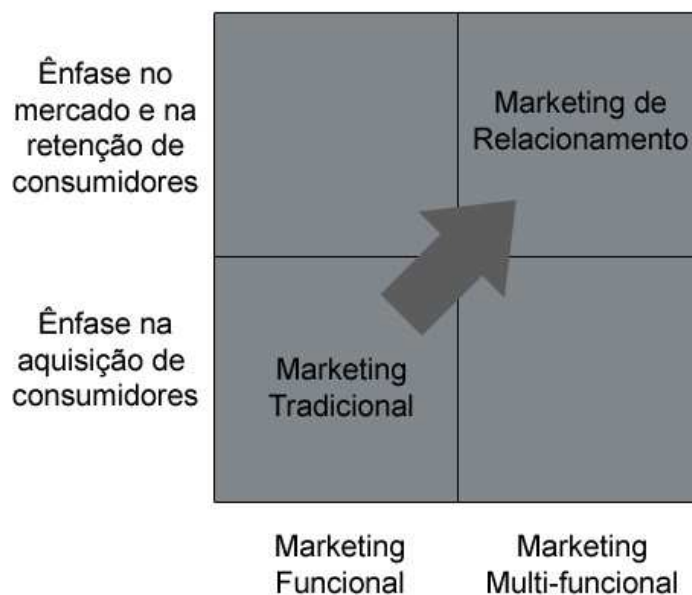 Ênfase no
mercado e na
retenção de
consumidores
Marketing de
Relacionamento
Ênfase na
aquisição de
consumidores
Marketing
Tradicional
Marketing
Funcional
Marketing
Multi-funcional